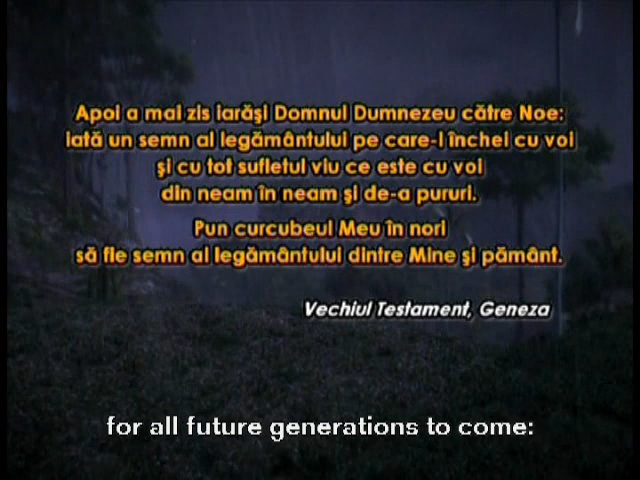 Apoi a mai zis iarăşi Domnul Dumnezeu către Noe:
Iată un semn al legământului pe care-l închei cu voi
şi cu tot sufletul viu ce este cu voi
din neam în neam şi de-a pururi.
Pun curcubeul Meu în nori
să fie semn al legământului dintre Mine şi pământ.
Vechiul Testament, Geneza
for all future generations to come: